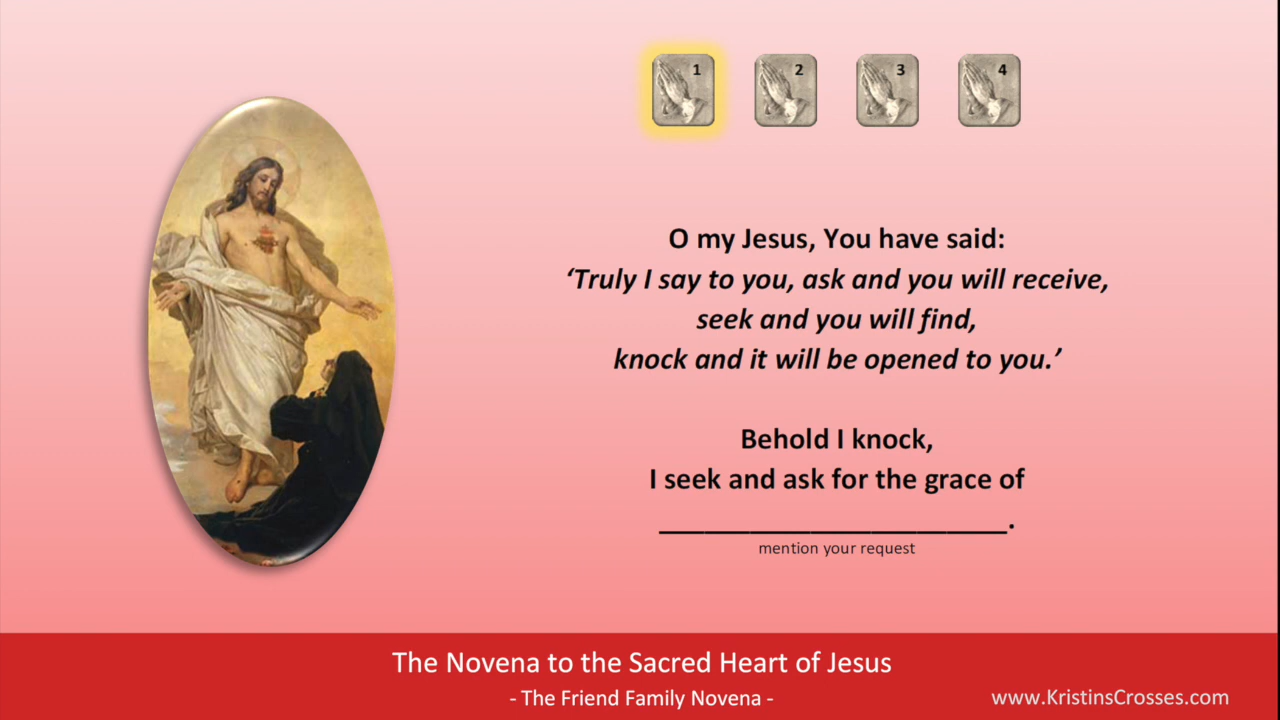 1
2
3
4
O my Jesus, You have said:
‘Truly I say to you, ask and you will receive,
seek and you will find,
knock and it will be opened to you.’
Behold I knock,
I seek and ask for the grace of
_______________________.
mention your request
The Novena to the Sacred Heart of Jesus
- The Friend Family Novena -
www.KristinsCrosses.com